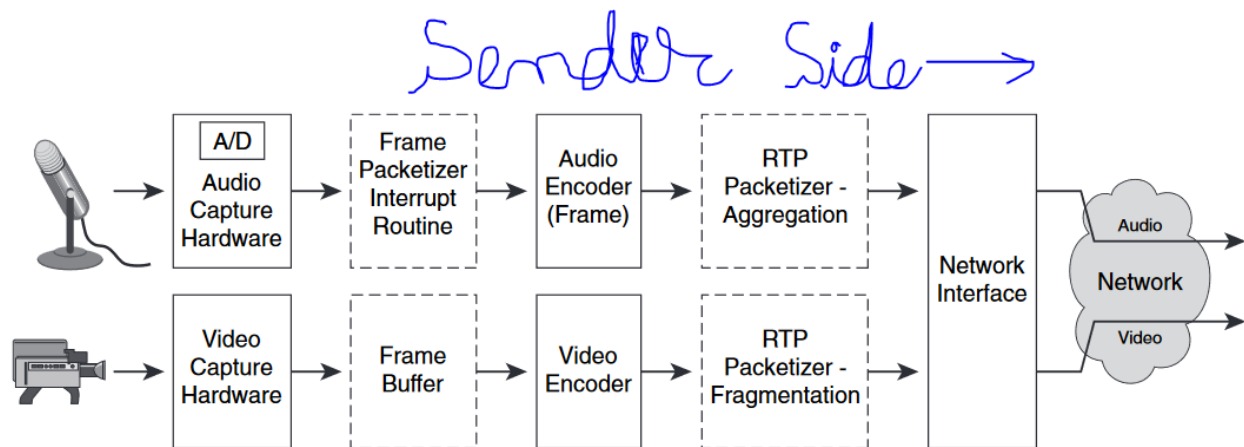 Sender Side
A/D
Audio
Capture
Hardware
Frame
Packetizer
Interrupt
Routine
Audio
Encoder
(Frame)
RTP
Packetizer -
Aggregation
Network
Interface
Audio
Network
Video
Video
Capture
Hardware
Frame
Buffer
Video
Encoder
RTP
Packetizer -
Fragmentation